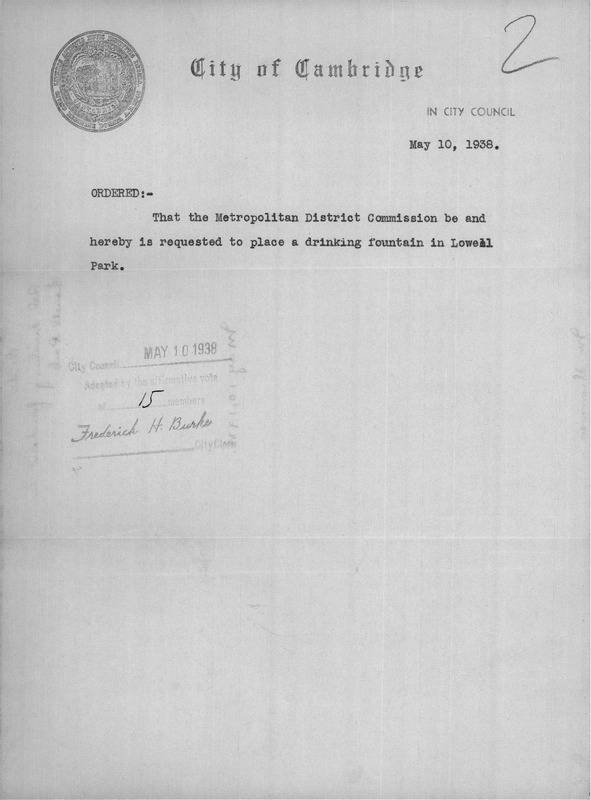 2
City of Cambridge
IN CITY COUNCIL
May 10, 1938.
ORDERED:-
That the Metropolitan District Commission be and
hereby is requested to place a drinking fountain in Lowell
Park.
City Council MAY 10 1938
Adopted by the affirmative vote
of 15 members
Frederick H. Burke
City Clerk